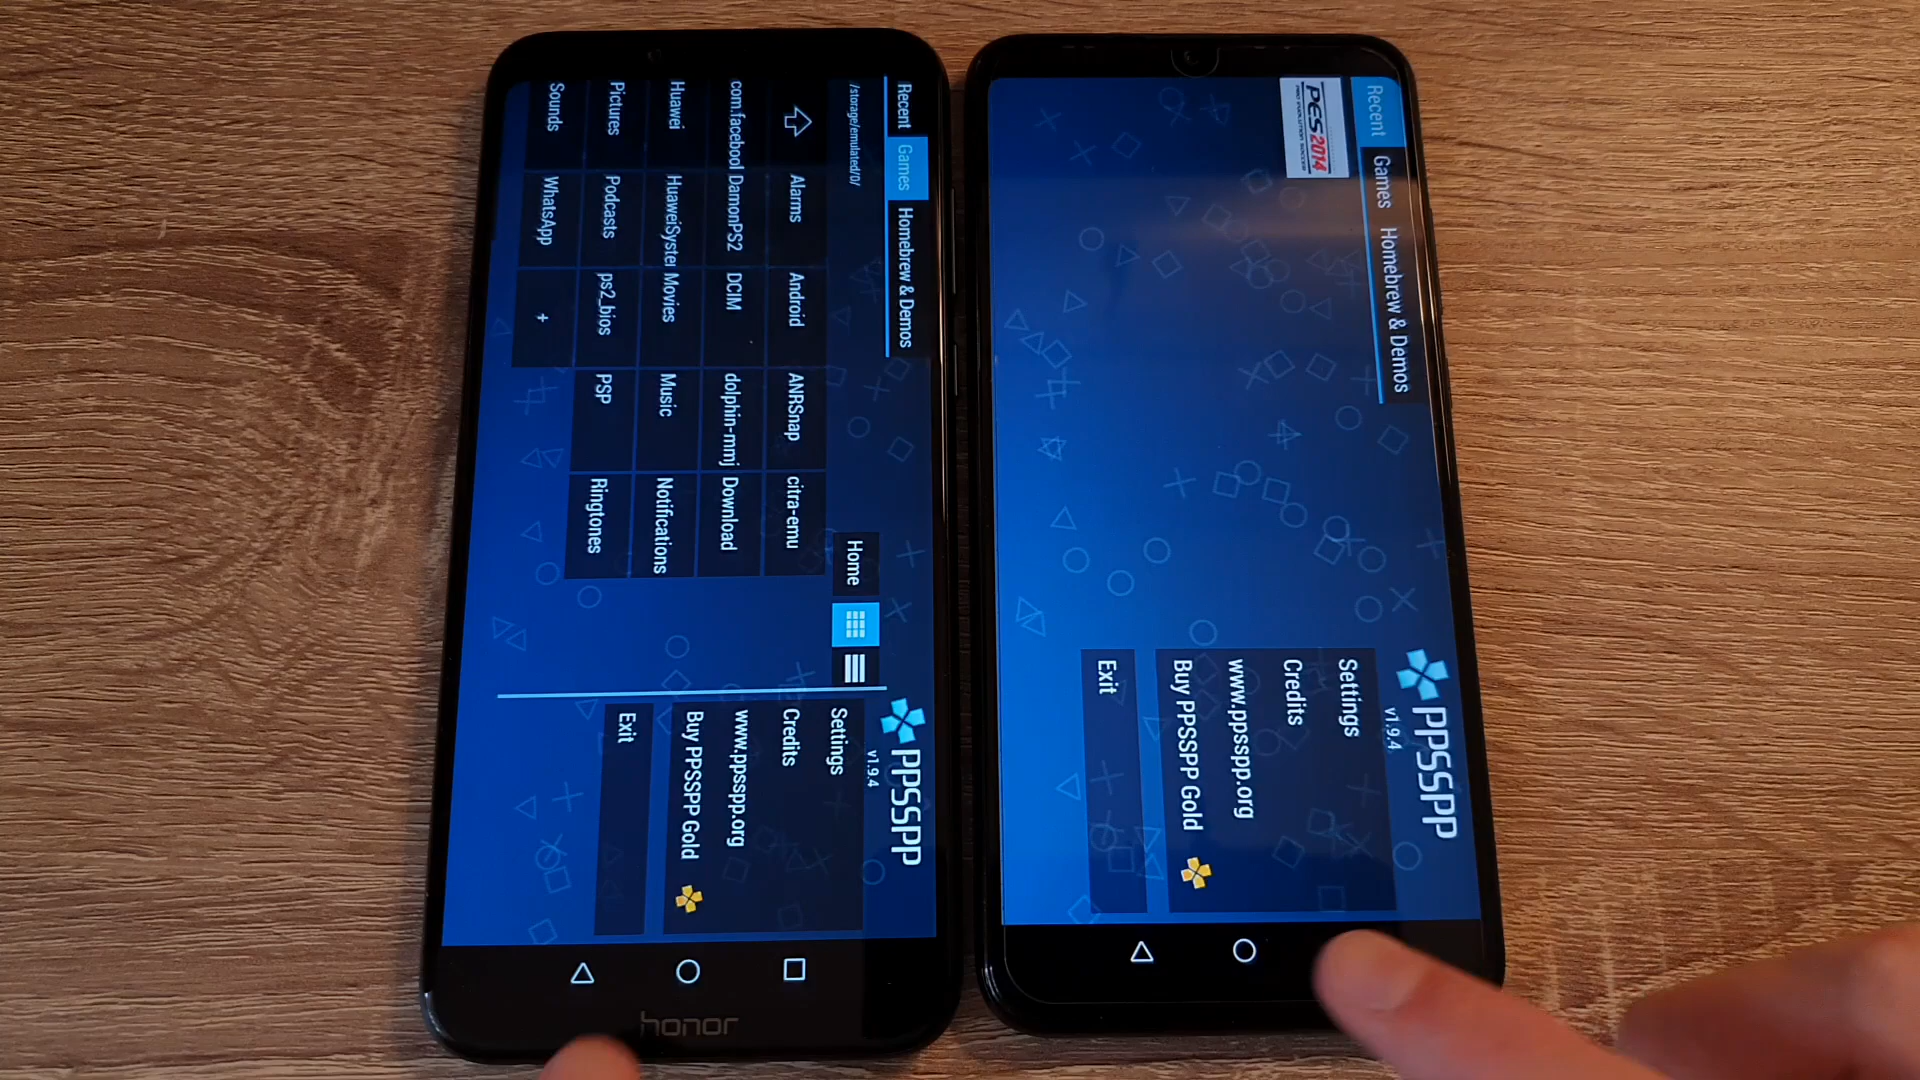 Recent Games Homebrew & Demos
/storage/emulated/0/
Home
Alarms Android ANRSnap citra-emu
com.facebool DamonPS2 DCIM dolphin-mmj Download
Huawei HuaweiSyster Movies Music Notifications
Pictures Podcasts ps2_bios PSP Ringtones
Sounds WhatsApp +
PPSSPP
v1.9.4
Settings
Credits
www.ppsspp.org
Buy PPSSPP Gold
Exit
honor
Recent Games Homebrew & Demos
PES2014
PRO EVOLUTION SOCCER
PPSSPP
v1.9.4
Settings
Credits
www.ppsspp.org
Buy PPSSPP Gold
Exit